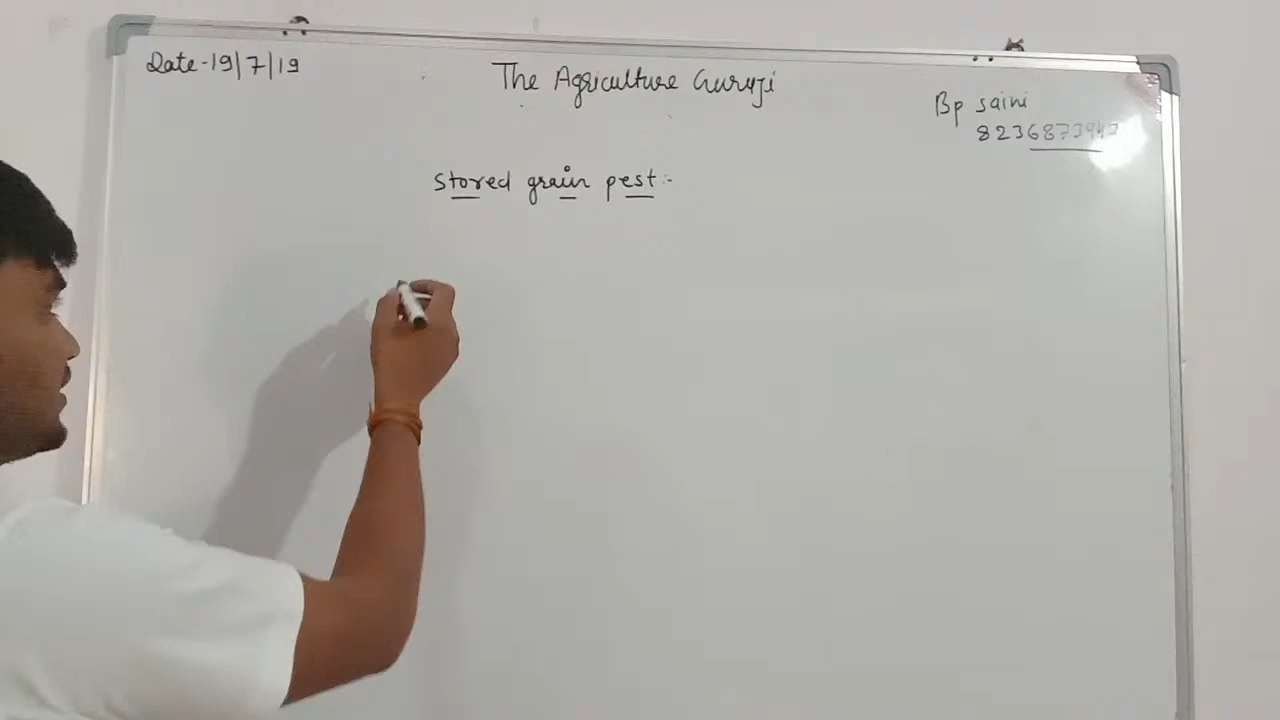 Date-19/7/19
The Agriculture Guruji
Bp saini
stored grain pest:-